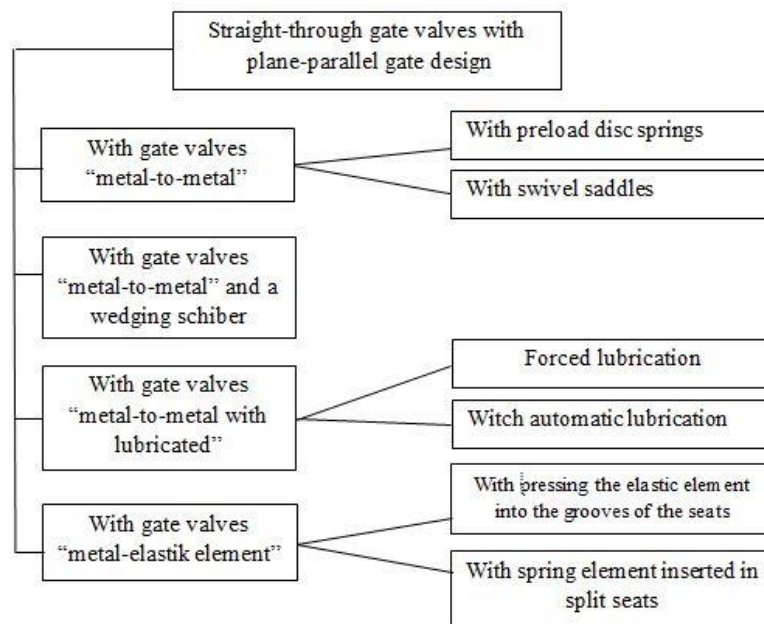 Straight-through gate valves with
plane-parallel gate design
With gate valves
“metal-to-metal”
With preload disc springs
With swivel saddles
With gate valves
“metal-to-metal” and a
wedging schiber
With gate valves
“metal-to-metal with
lubricated”
Forced lubrication
Witch automatic lubrication
With gate valves
“metal-elastik element”
With pressing the elastic element
into the grooves of the seats
With spring element inserted in
split seats